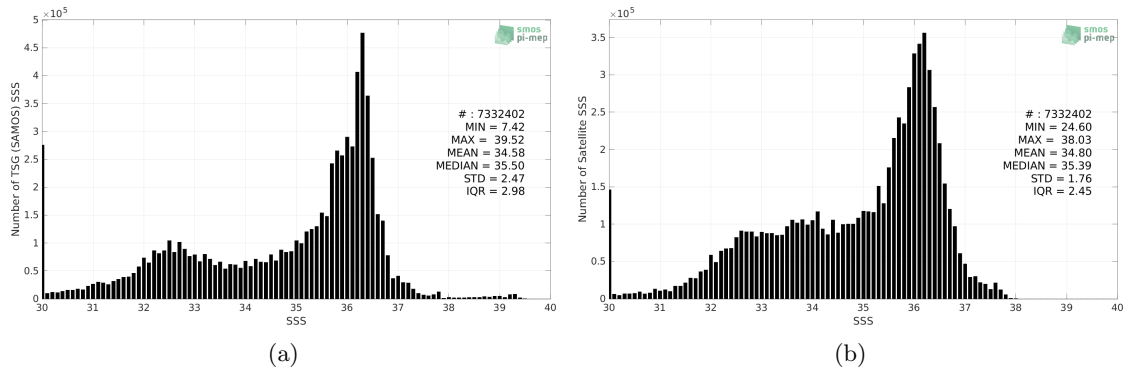 ×10⁵
5
4.5
4
3.5
3
2.5
2
1.5
1
0.5
0
Number of TSG (SAMOS) SSS
30 31 32 33 34 35 36 37 38 39 40
SSS
smos
pi-mep
# : 7332402
MIN = 7.42
MAX = 39.52
MEAN = 34.58
MEDIAN = 35.50
STD = 2.47
IQR = 2.98
(a)
×10⁵
3.5
3
2.5
2
1.5
1
0.5
0
Number of Satellite SSS
30 31 32 33 34 35 36 37 38 39 40
SSS
smos
pi-mep
# : 7332402
MIN = 24.60
MAX = 38.03
MEAN = 34.80
MEDIAN = 35.39
STD = 1.76
IQR = 2.45
(b)